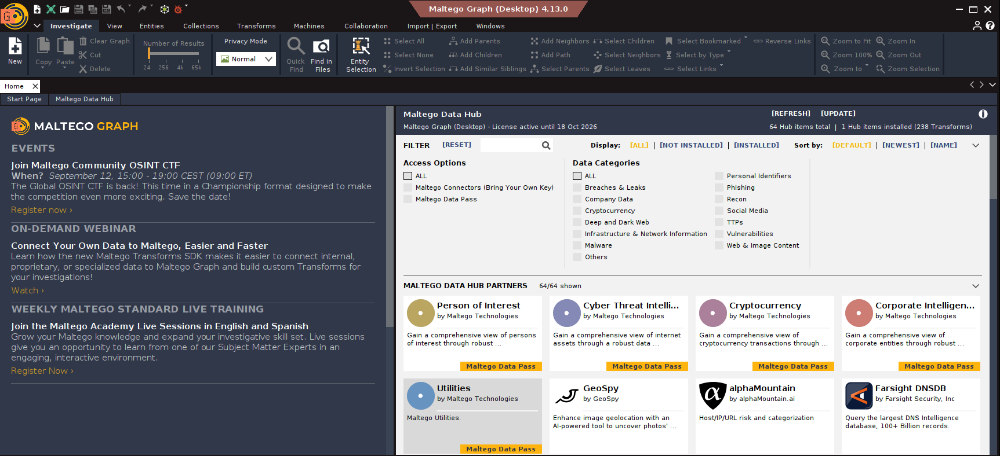 Maltego Graph (Desktop) 4.13.0
Investigate View Entities Collections Transforms Machines Collaboration Import | Export Windows
New
Copy
Paste
Clear Graph
Cut
Delete
Number of Results
24 256 4k 65k
Privacy Mode
Normal
Quick
Find
Find in
Files
Entity
Selection
Select All
Select None
Invert Selection
Add Parents
Add Children
Add Similar Siblings
Add Neighbors
Add Path
Select Parents
Select Children
Select Neighbors
Select Leaves
Select Bookmarked
Select by Type
Select Links
Reverse Links
Zoom to Fit
Zoom 100%
Zoom to
Zoom In
Zoom Out
Zoom Selection
Home
Start Page Maltego Data Hub
MALTEGO GRAPH
EVENTS
Join Maltego Community OSINT CTF
When? September 12, 15:00 - 19:00 CEST (09:00 ET)
The Global OSINT CTF is back! This time in a Championship format designed to make
the competition even more exciting. Save the date!
Register now ›
ON-DEMAND WEBINAR
Connect Your Own Data to Maltego, Easier and Faster
Learn how the new Maltego Transforms SDK makes it easier to connect internal,
proprietary, or specialized data to Maltego Graph and build custom Transforms for
your investigations!
Watch ›
WEEKLY MALTEGO STANDARD LIVE TRAINING
Join the Maltego Academy Live Sessions in English and Spanish
Grow your Maltego knowledge and expand your investigative skill set. Live sessions
give you an opportunity to learn from one of our Subject Matter Experts in an
engaging, interactive environment.
Register Now ›
Maltego Data Hub
[REFRESH] [UPDATE]
Maltego Graph (Desktop) - License active until 18 Oct 2026
64 Hub items total | 1 Hub items installed (238 Transforms)
FILTER [RESET]
Display: [ALL] | [NOT INSTALLED] | [INSTALLED]
Sort by: [DEFAULT] | [NEWEST] | [NAME]
Access Options
ALL
Maltego Connectors (Bring Your Own Key)
Maltego Data Pass
Data Categories
ALL
Breaches & Leaks
Company Data
Cryptocurrency
Deep and Dark Web
Infrastructure & Network Information
Malware
Others
Personal Identifiers
Phishing
Recon
Social Media
TTPs
Vulnerabilities
Web & Image Content
MALTEGO DATA HUB PARTNERS 64/64 shown
Person of Interest
by Maltego Technologies
Gain a comprehensive view of persons
of interest through robust ...
Maltego Data Pass
Cyber Threat Intelli...
by Maltego Technologies
Gain a comprehensive view of internet
assets through a robust data ...
Maltego Data Pass
Cryptocurrency
by Maltego Technologies
Gain a comprehensive view of
cryptocurrency transactions through ...
Maltego Data Pass
Corporate Intelligen...
by Maltego Technologies
Gain a comprehensive view of
corporate entities through robust ...
Maltego Data Pass
Utilities
by Maltego Technologies
Maltego Utilities.
Maltego Data Pass
GeoSpy
by GeoSpy
Enhance image geolocation with an
AI-powered tool to uncover photos' ...
alphaMountain
by alphaMountain.ai
Host/IP/URL risk and categorization
Farsight DNSDB
by Farsight Security, Inc
Query the largest DNS Intelligence
database, 100+ Billion records.